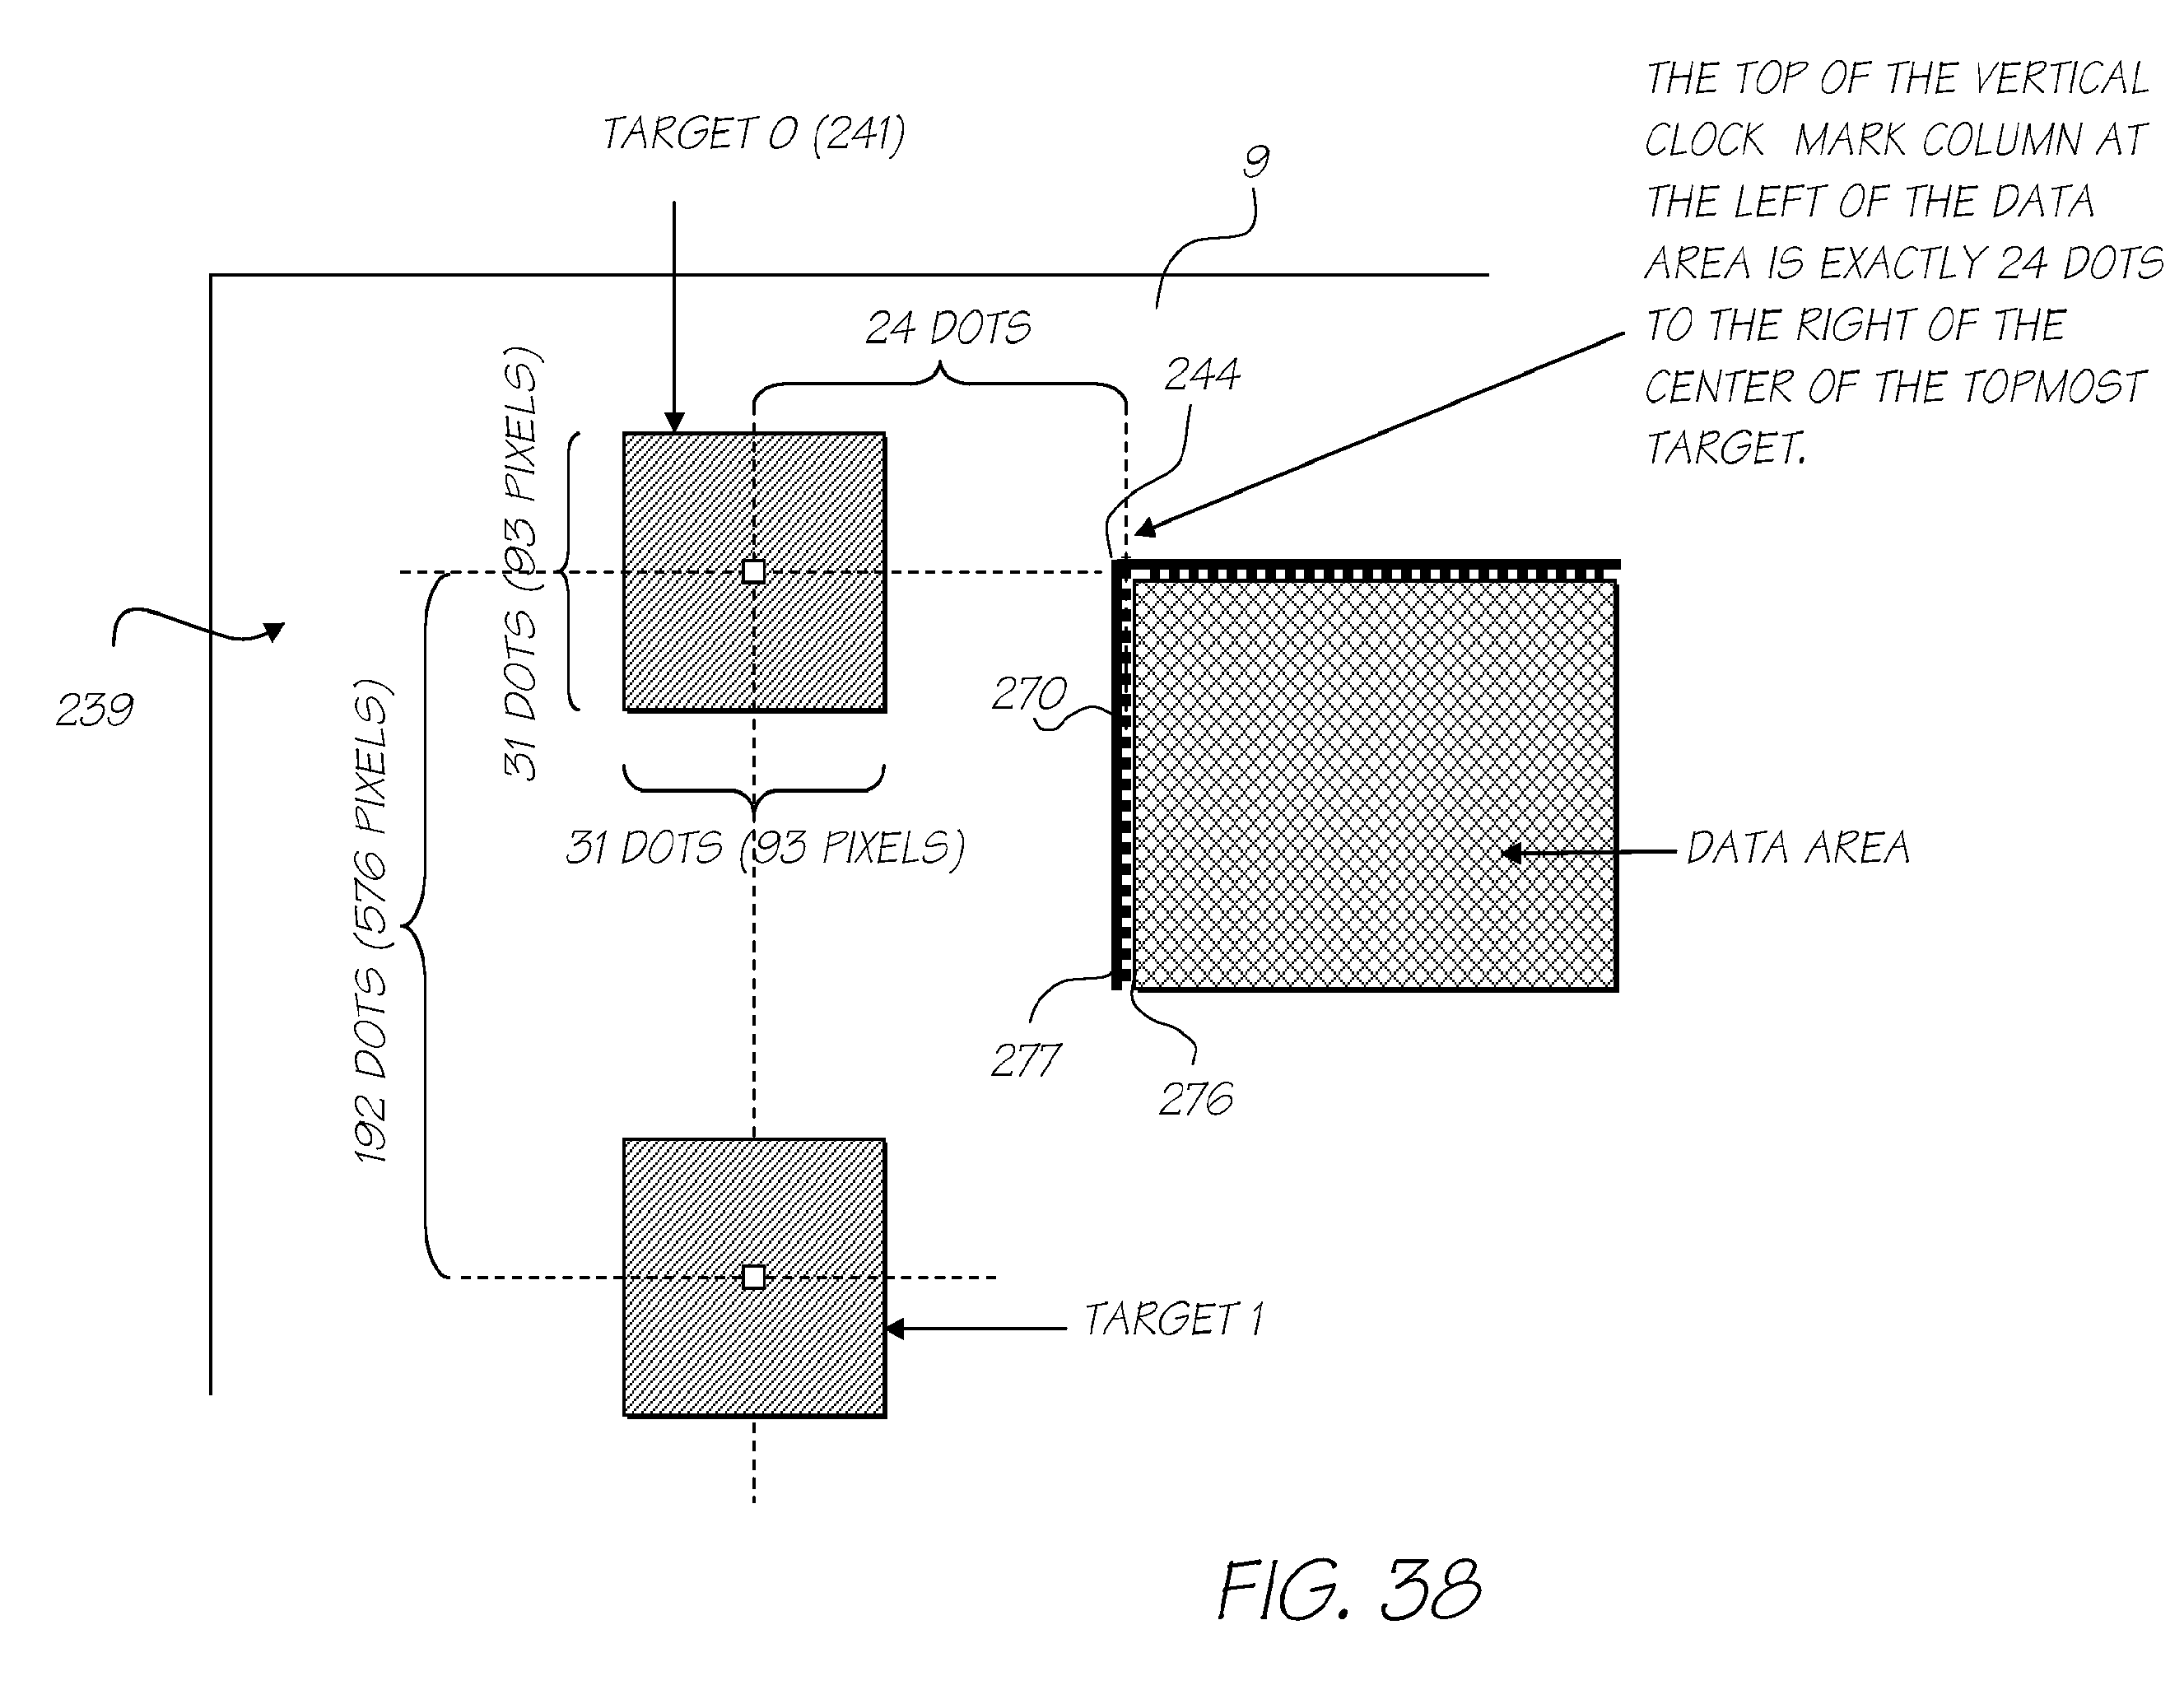 THE TOP OF THE VERTICAL
CLOCK MARK COLUMN AT
THE LEFT OF THE DATA
AREA IS EXACTLY 24 DOTS
TO THE RIGHT OF THE
CENTER OF THE TOPMOST
TARGET.
TARGET 0 (241)
9
24 DOTS
244
31 DOTS (93 PIXELS)
239
270
31 DOTS (93 PIXELS)
DATA AREA
192 DOTS (576 PIXELS)
277
276
TARGET 1
FIG. 38